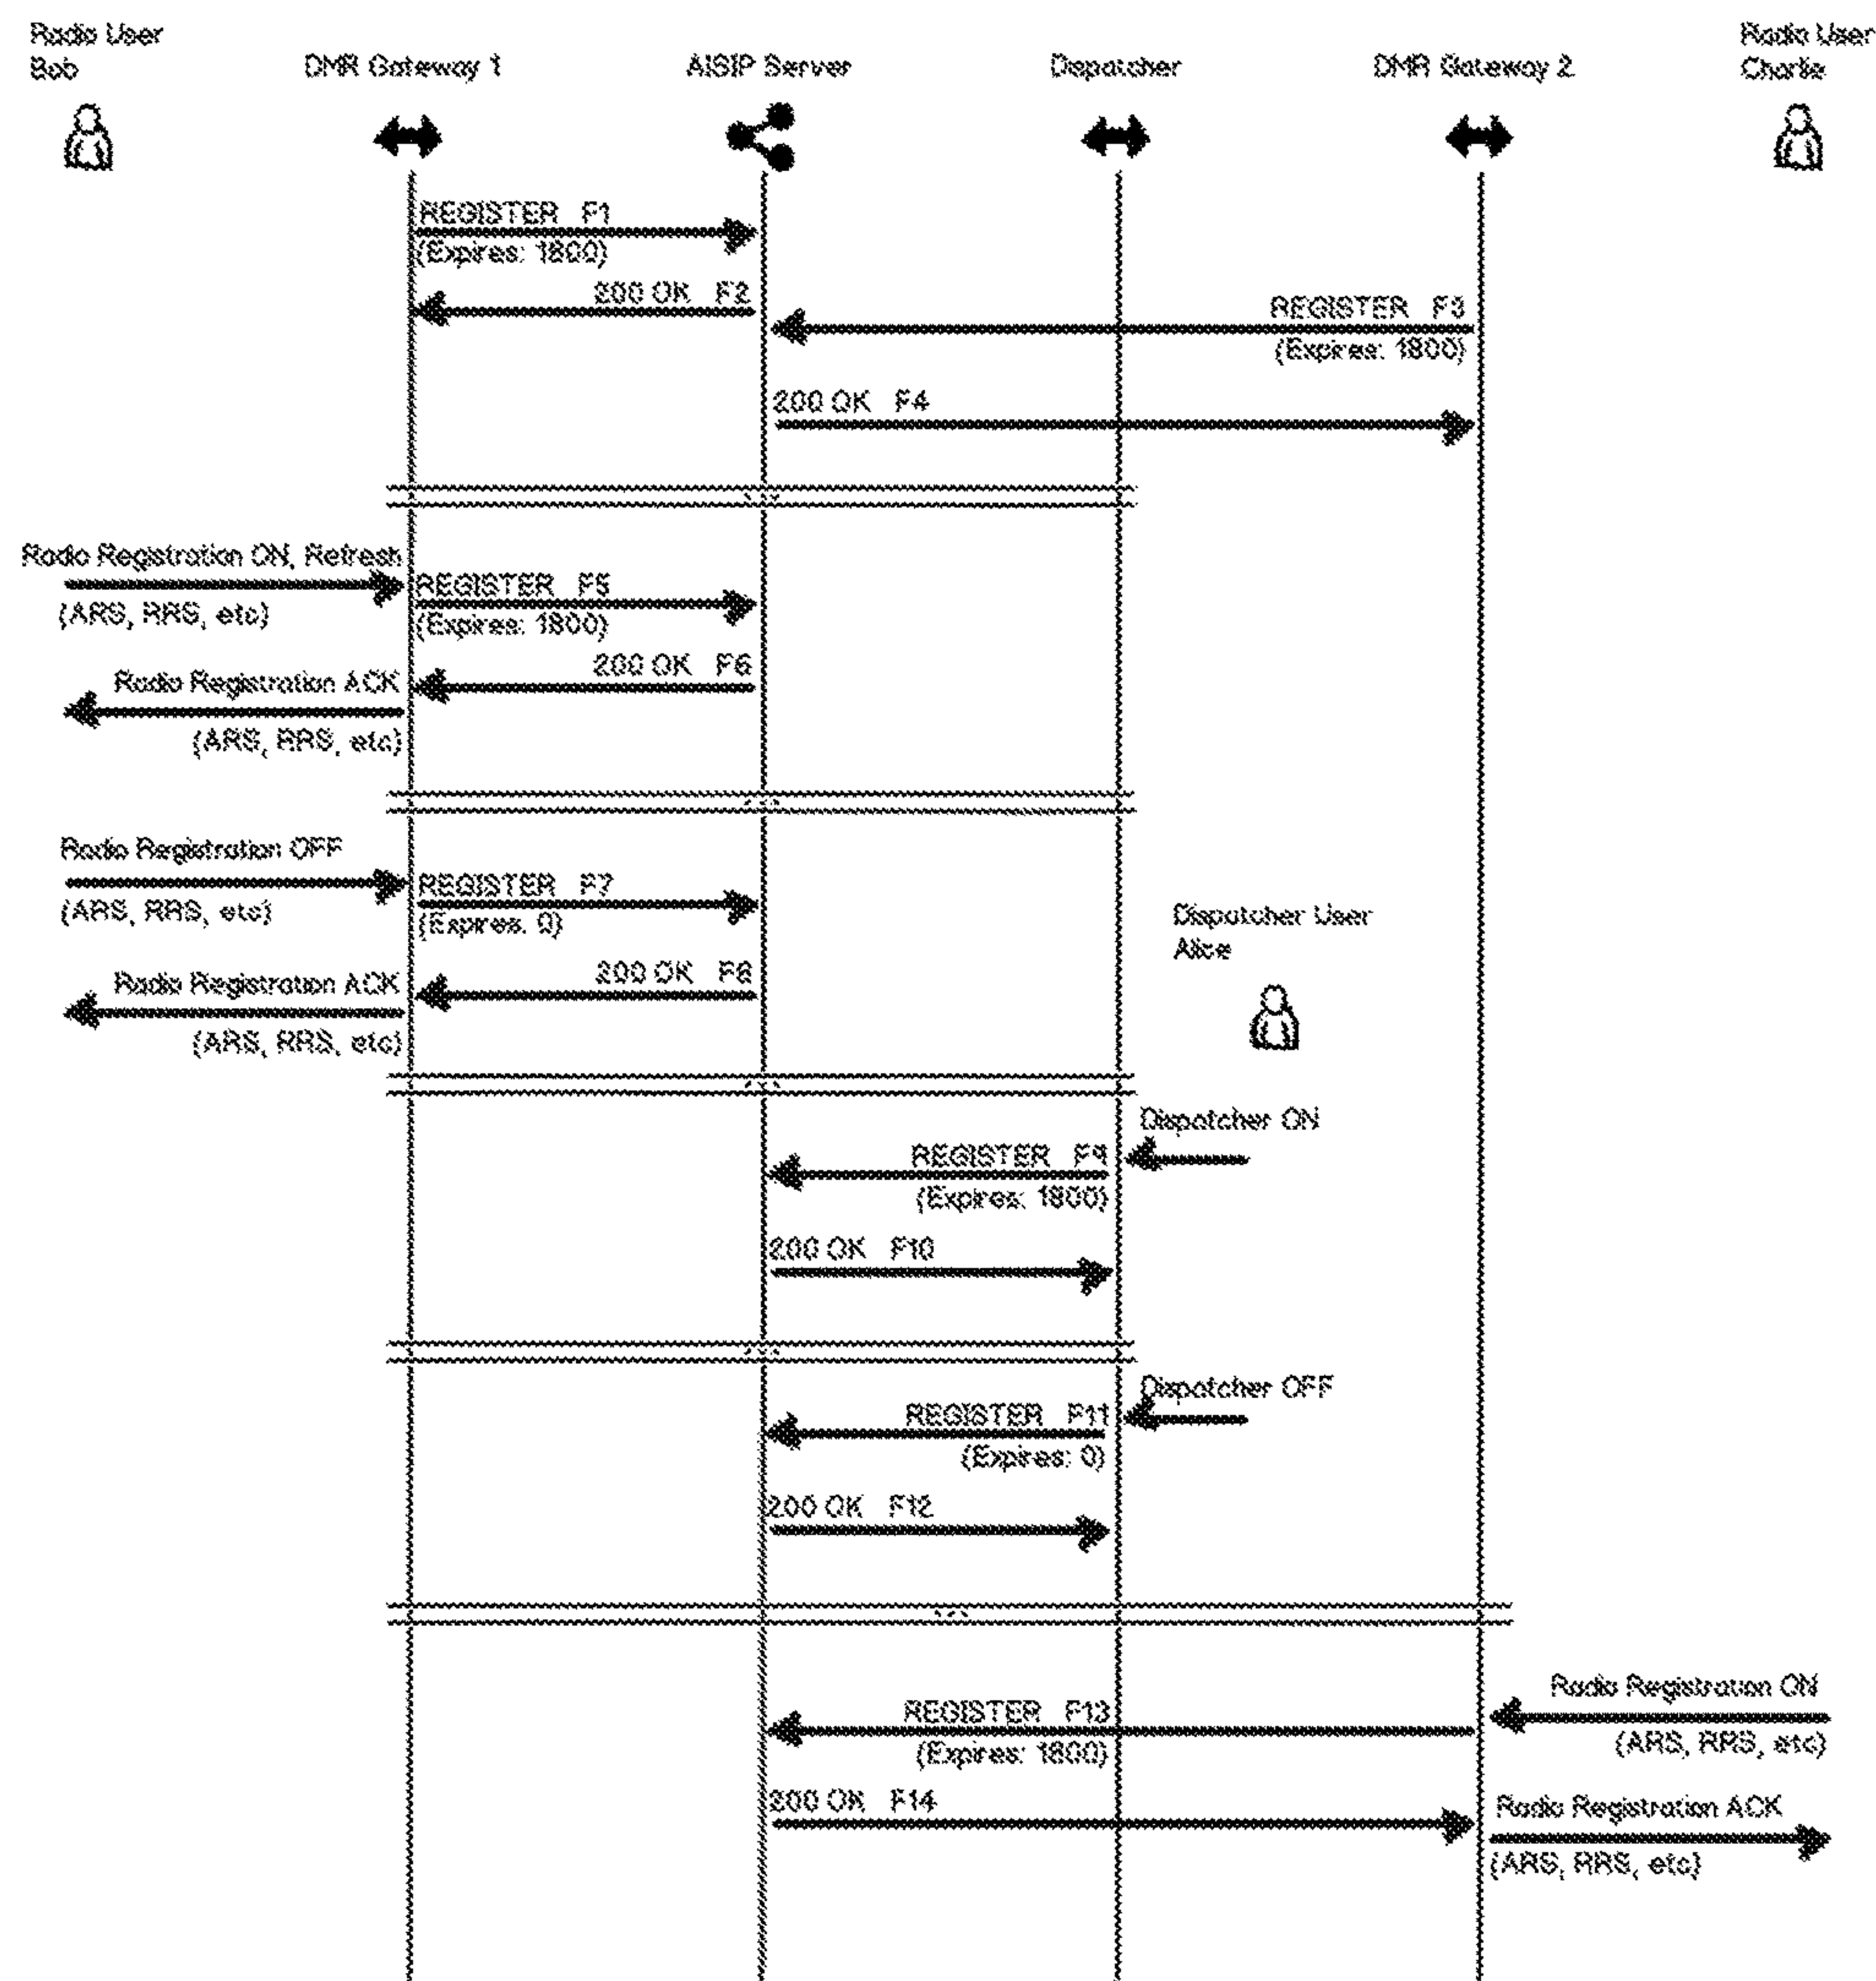 Radio User
Bob
DMR Gateway 1
AISIP Server
Dispatcher
DMR Gateway 2
Radio User
Charlie
REGISTER F1
(Expires: 1800)
200 OK F2
REGISTER F3
(Expires: 1800)
200 OK F4
Radio Registration ON, Refresh
(ARS, RRS, etc)
REGISTER F5
(Expires: 1800)
200 OK F6
Radio Registration ACK
(ARS, RRS, etc)
Radio Registration OFF
(ARS, RRS, etc)
REGISTER F7
(Expires: 0)
Dispatcher User
Alice
200 OK F8
Radio Registration ACK
(ARS, RRS, etc)
Dispatcher ON
REGISTER F9
(Expires: 1800)
200 OK F10
Dispatcher OFF
REGISTER F11
(Expires: 0)
200 OK F12
Radio Registration ON
(ARS, RRS, etc)
REGISTER F13
(Expires: 1800)
200 OK F14
Radio Registration ACK
(ARS, RRS, etc)